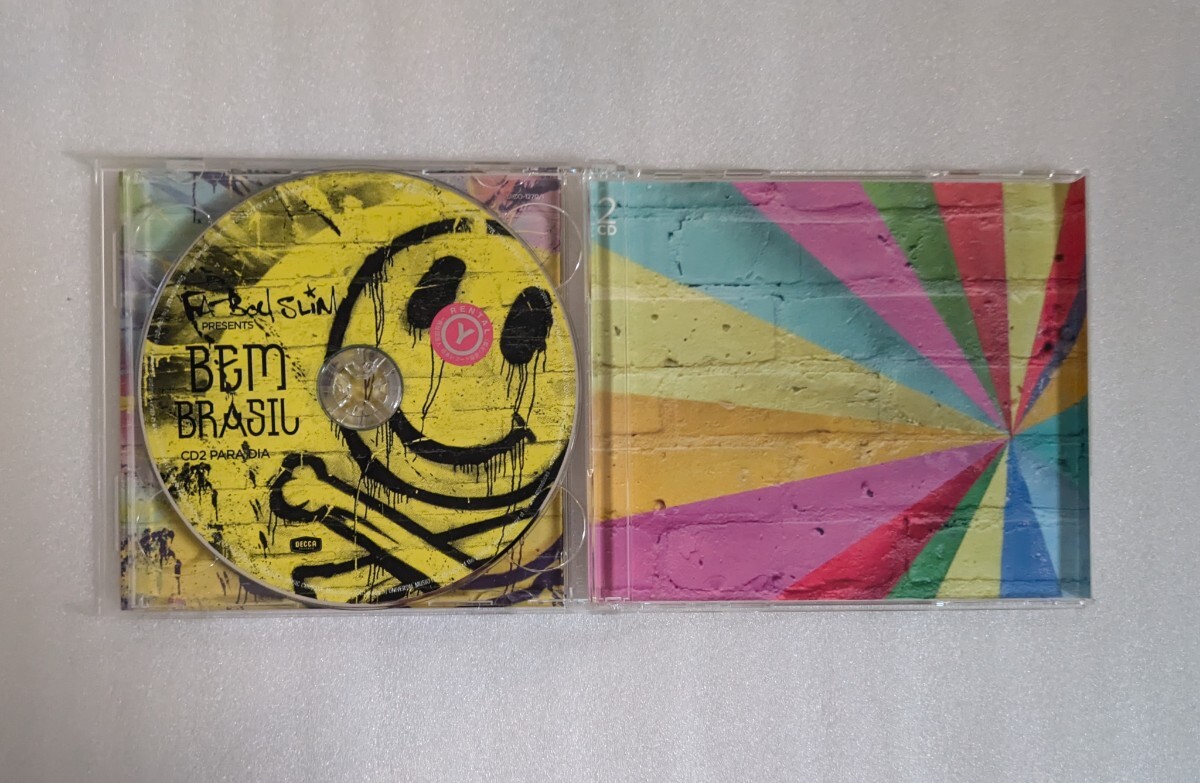 FATBOY SLIM
PRESENTS
BEM
BRASIL
CD2 PARA DIA
DECCA
RENTAL
Y
2
CD